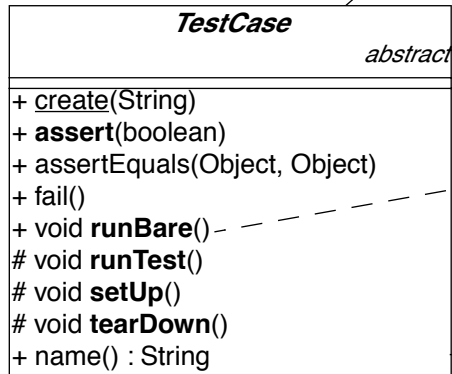 TestCase
abstract
+ create(String)
+ assert(boolean)
+ assertEquals(Object, Object)
+ fail()
+ void runBare()
# void runTest()
# void setUp()
# void tearDown()
+ name() : String